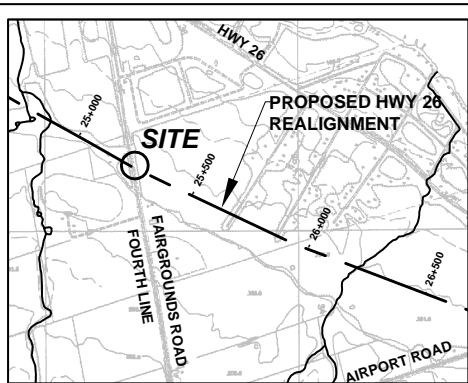 HWY 26
PROPOSED HWY 26
REALIGNMENT
25+000
SITE
25+500
FAIRGROUNDS ROAD
FOURTH LINE
26+000
26+500
AIRPORT ROAD